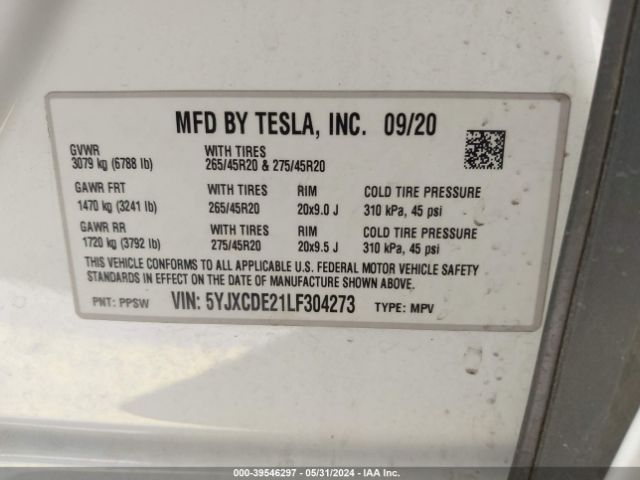 MFD BY TESLA, INC. 09/20
GVWR WITH TIRES
3079 kg (6788 lb) 265/45R20 & 275/45R20
GAWR FRT WITH TIRES RIM COLD TIRE PRESSURE
1470 kg (3241 lb) 265/45R20 20x9.0 J 310 kPa, 45 psi
GAWR RR WITH TIRES RIM COLD TIRE PRESSURE
1720 kg (3792 lb) 275/45R20 20x9.5 J 310 kPa, 45 psi
THIS VEHICLE CONFORMS TO ALL APPLICABLE U.S. FEDERAL MOTOR VEHICLE SAFETY
STANDARDS IN EFFECT ON THE DATE OF MANUFACTURE SHOWN ABOVE.
PNT: PPSW VIN: 5YJXCDE21LF304273 TYPE: MPV
000-39546297 - 05/31/2024 - IAA Inc.